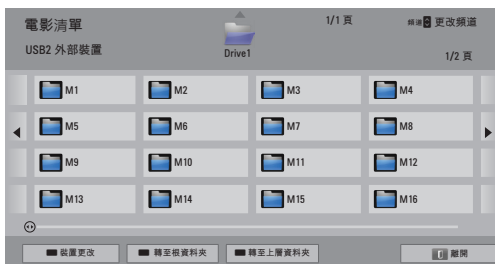 電影清單
1/1 頁
頻道 更改頻道
USB2 外部裝置
Drive1
1/2 頁
M1 M2 M3 M4
M5 M6 M7 M8
M9 M10 M11 M12
M13 M14 M15 M16
裝置更改 轉至根資料夾 轉至上層資料夾 離開